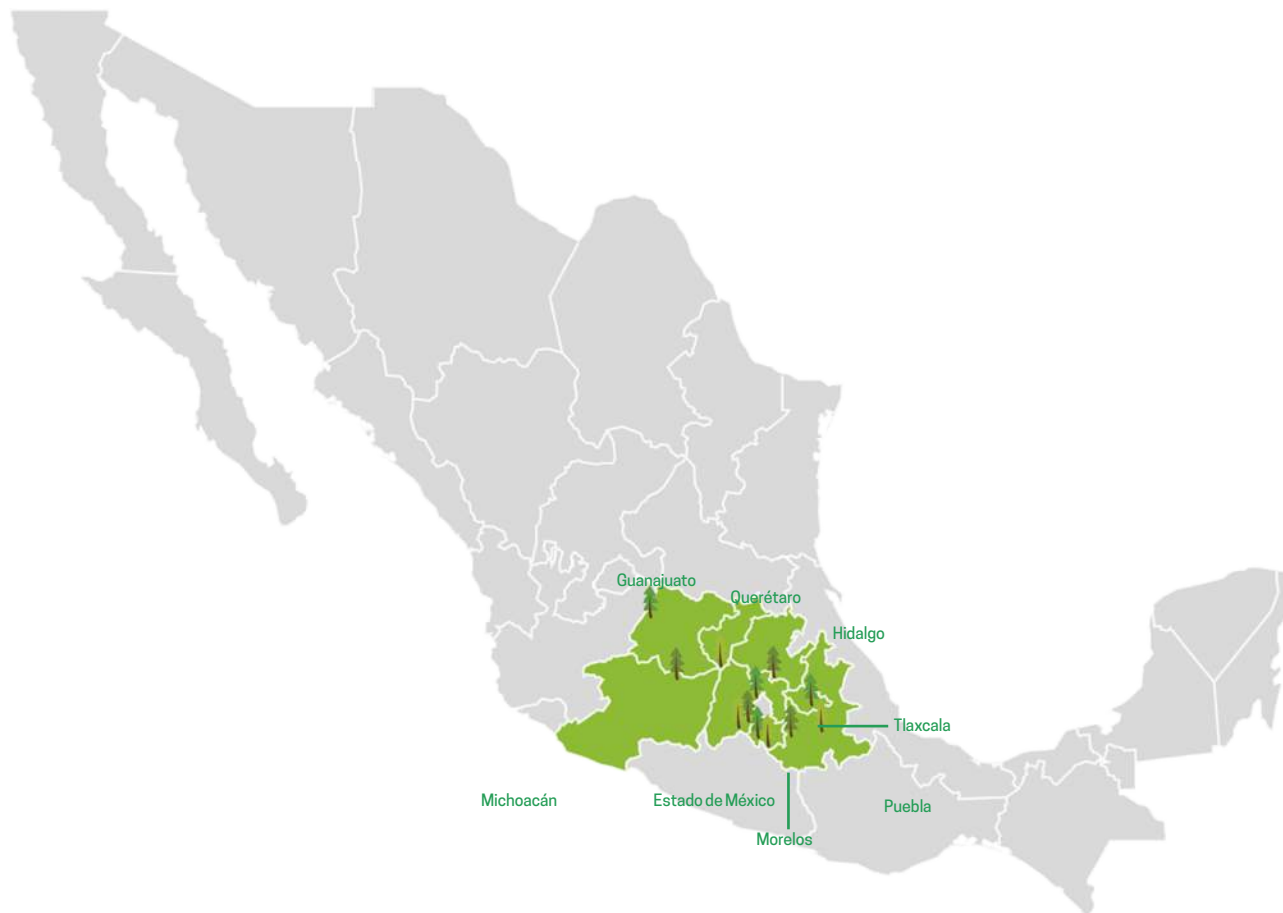 Guanajuato
Querétaro
Hidalgo
Tlaxcala
Michoacán
Estado de México
Puebla
Morelos